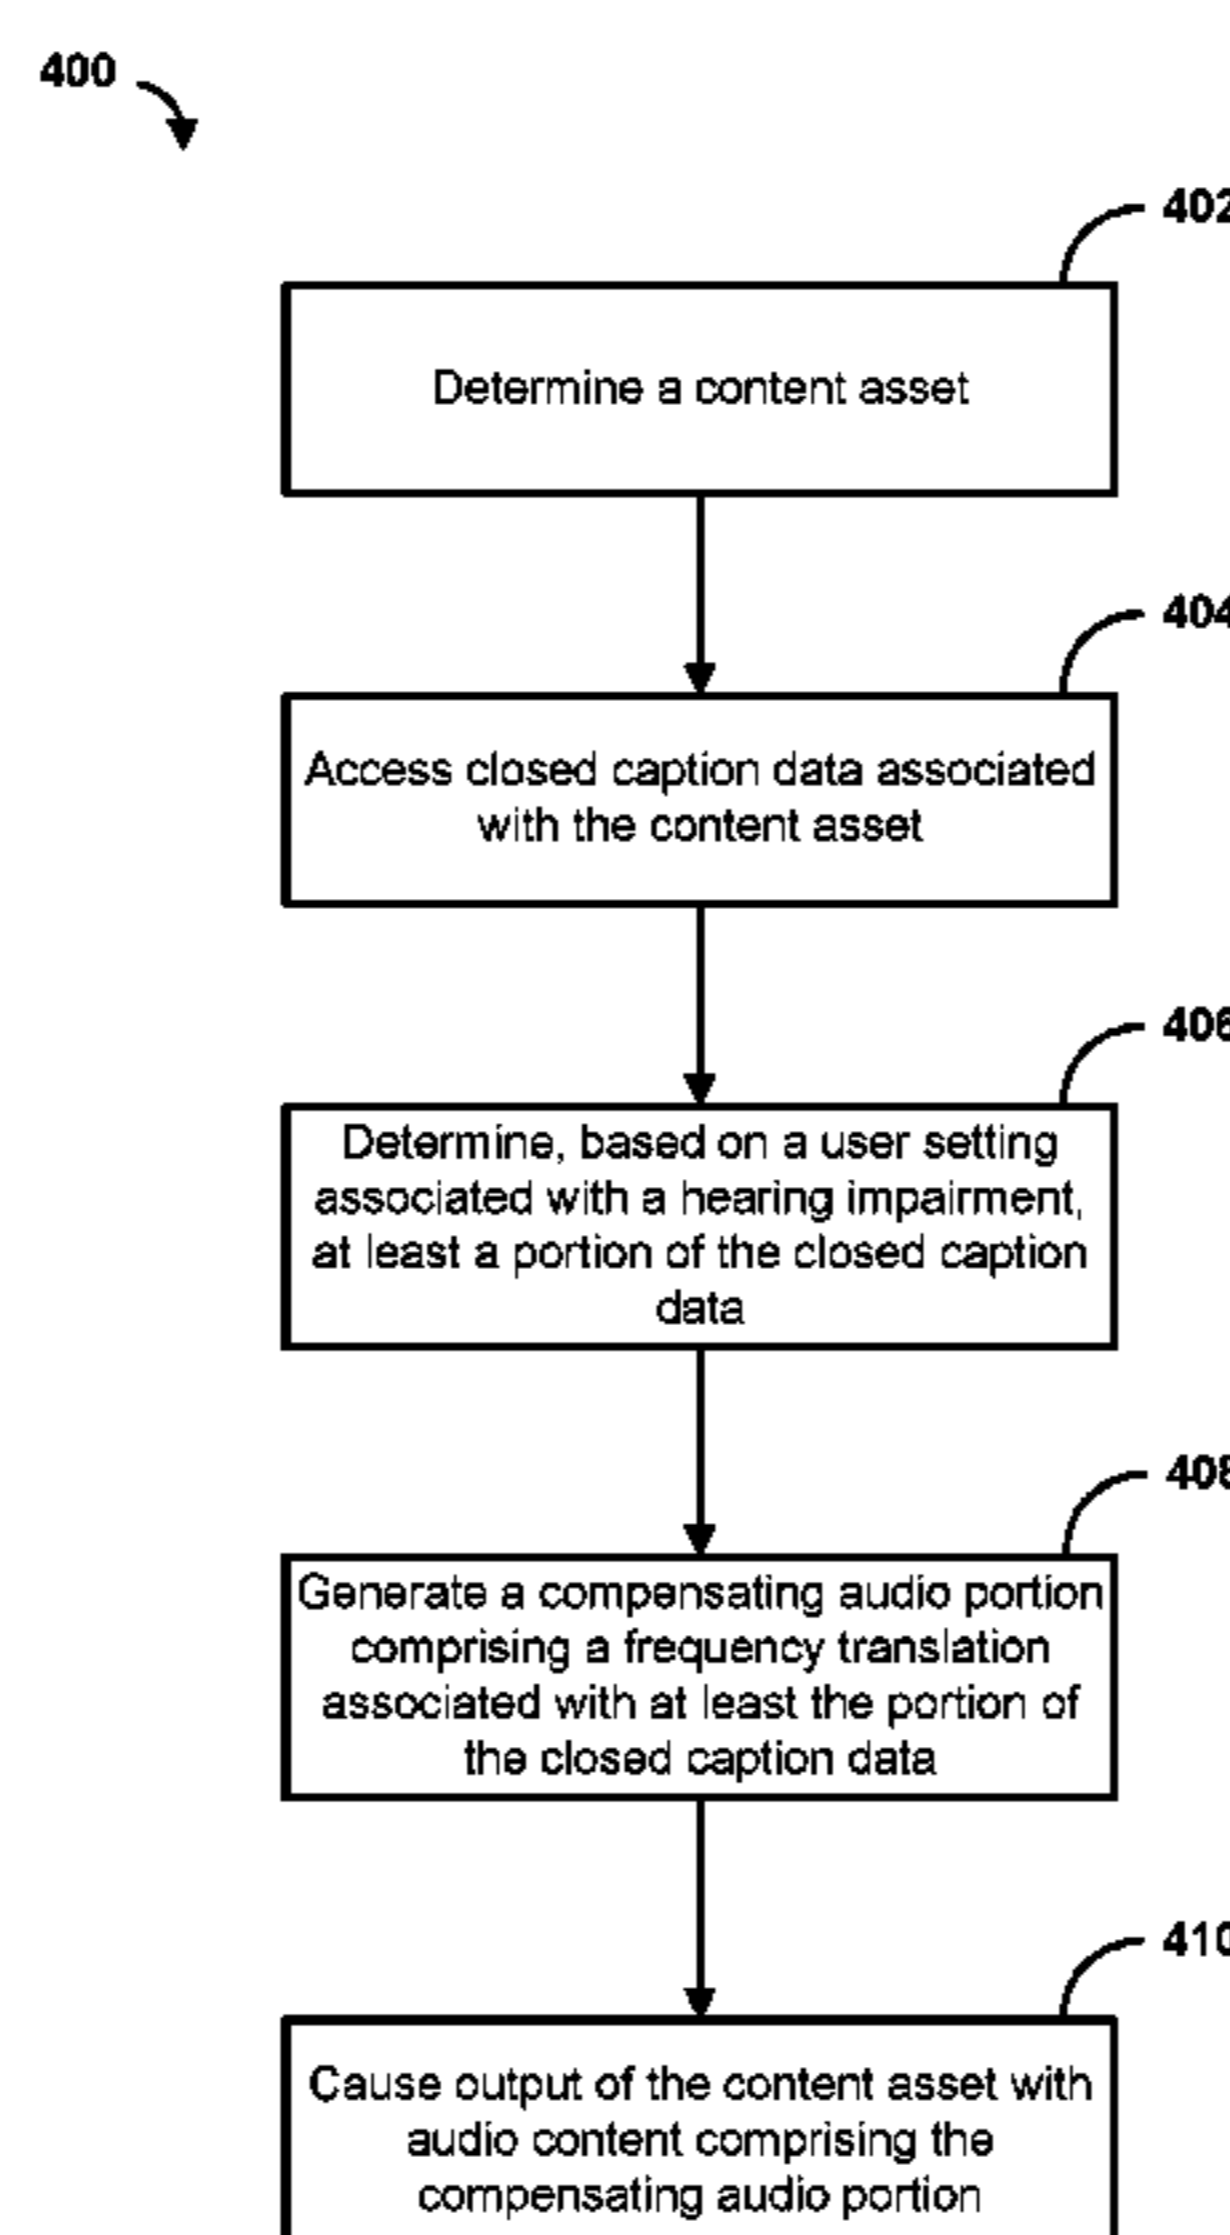 400
402
Determine a content asset
404
Access closed caption data associated
with the content asset
406
Determine, based on a user setting
associated with a hearing impairment,
at least a portion of the closed caption
data
408
Generate a compensating audio portion
comprising a frequency translation
associated with at least the portion of
the closed caption data
410
Cause output of the content asset with
audio content comprising the
compensating audio portion